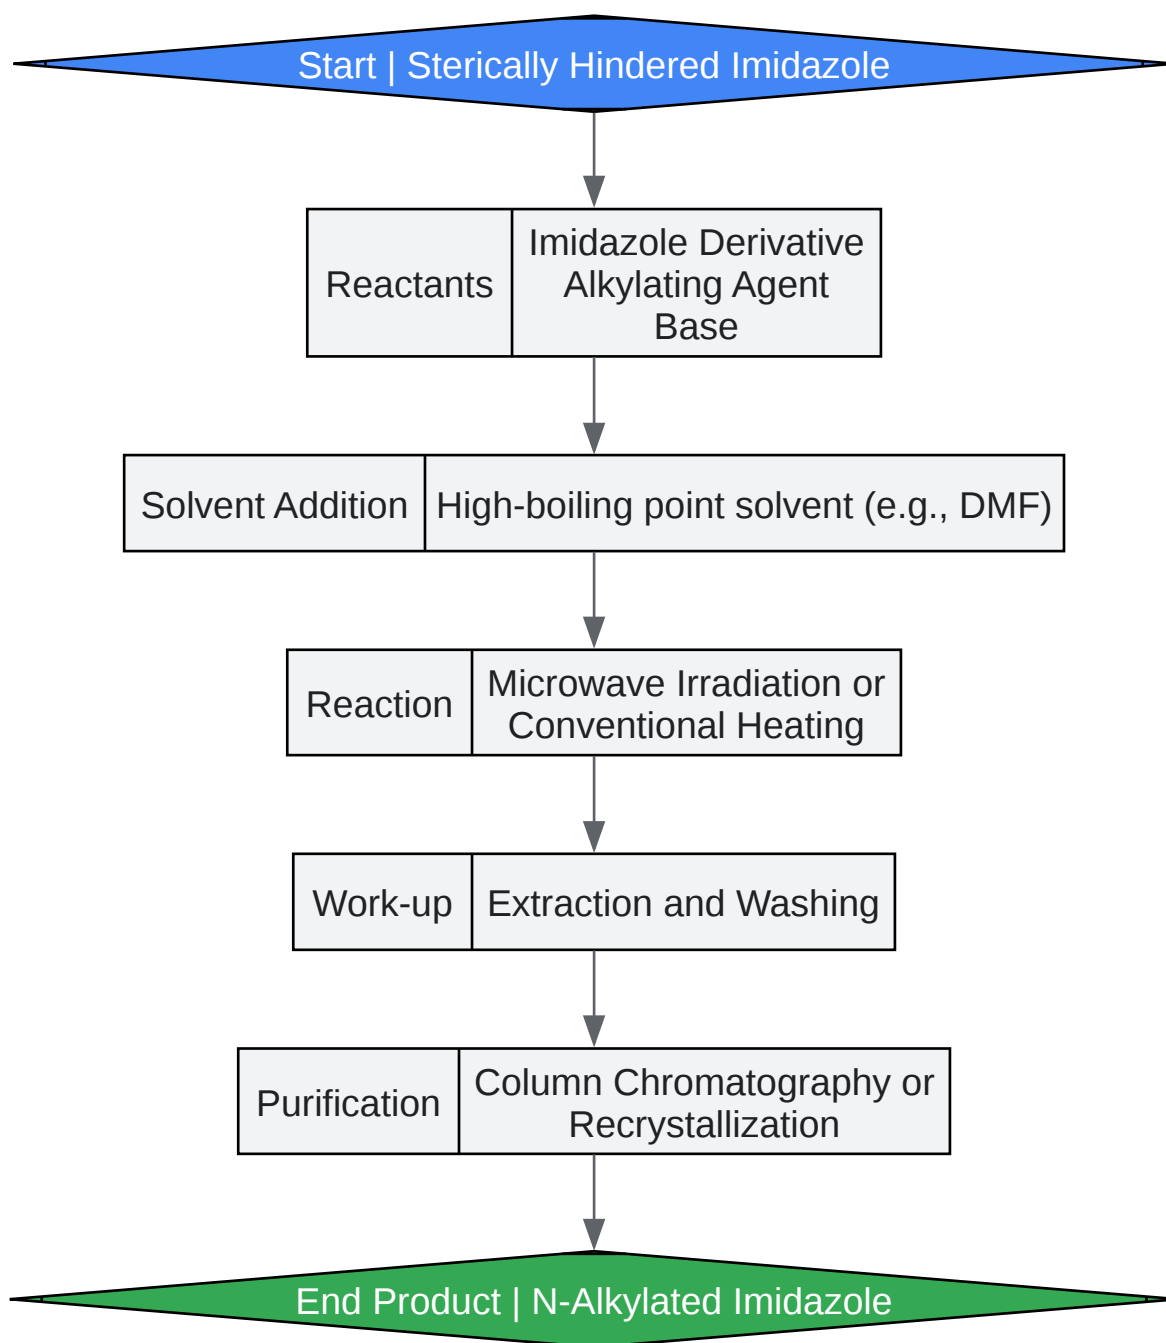 Start | Sterically Hindered Imidazole
Reactants
Imidazole Derivative
Alkylating Agent
Base
Solvent Addition
High-boiling point solvent (e.g., DMF)
Reaction
Microwave Irradiation or
Conventional Heating
Work-up
Extraction and Washing
Purification
Column Chromatography or
Recrystallization
End Product | N-Alkylated Imidazole